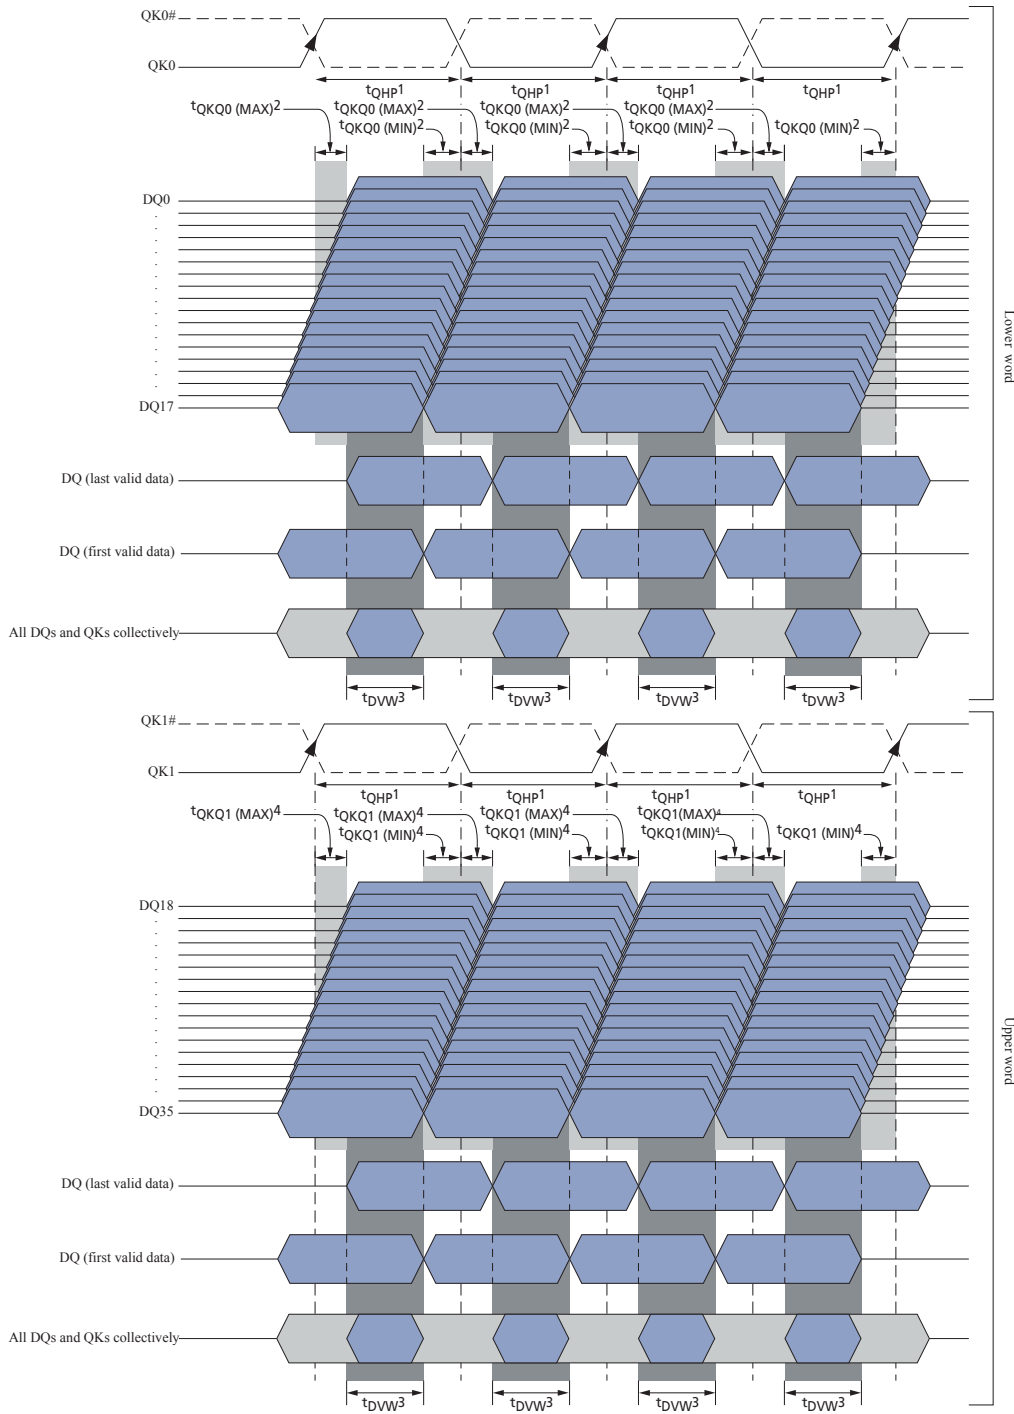 QK0#
QK0
tQHP1 tQHP1 tQHP1 tQHP1
tQKQ0 (MAX)2 tQKQ0 (MAX)2 tQKQ0 (MAX)2 tQKQ0 (MAX)2
tQKQ0 (MIN)2 tQKQ0 (MIN)2 tQKQ0 (MIN)2 tQKQ0 (MIN)2
DQ0
DQ17
Lower word
DQ (last valid data)
DQ (first valid data)
All DQs and QKs collectively
tDVW3 tDVW3 tDVW3 tDVW3
QK1#
QK1
tQHP1 tQHP1 tQHP1 tQHP1
tQKQ1 (MAX)4 tQKQ1 (MAX)4 tQKQ1 (MAX)4 tQKQ1(MAX)4
tQKQ1 (MIN)4 tQKQ1 (MIN)4 tQKQ1(MIN)4 tQKQ1 (MIN)4
DQ18
DQ35
Upper word
DQ (last valid data)
DQ (first valid data)
All DQs and QKs collectively
tDVW3 tDVW3 tDVW3 tDVW3